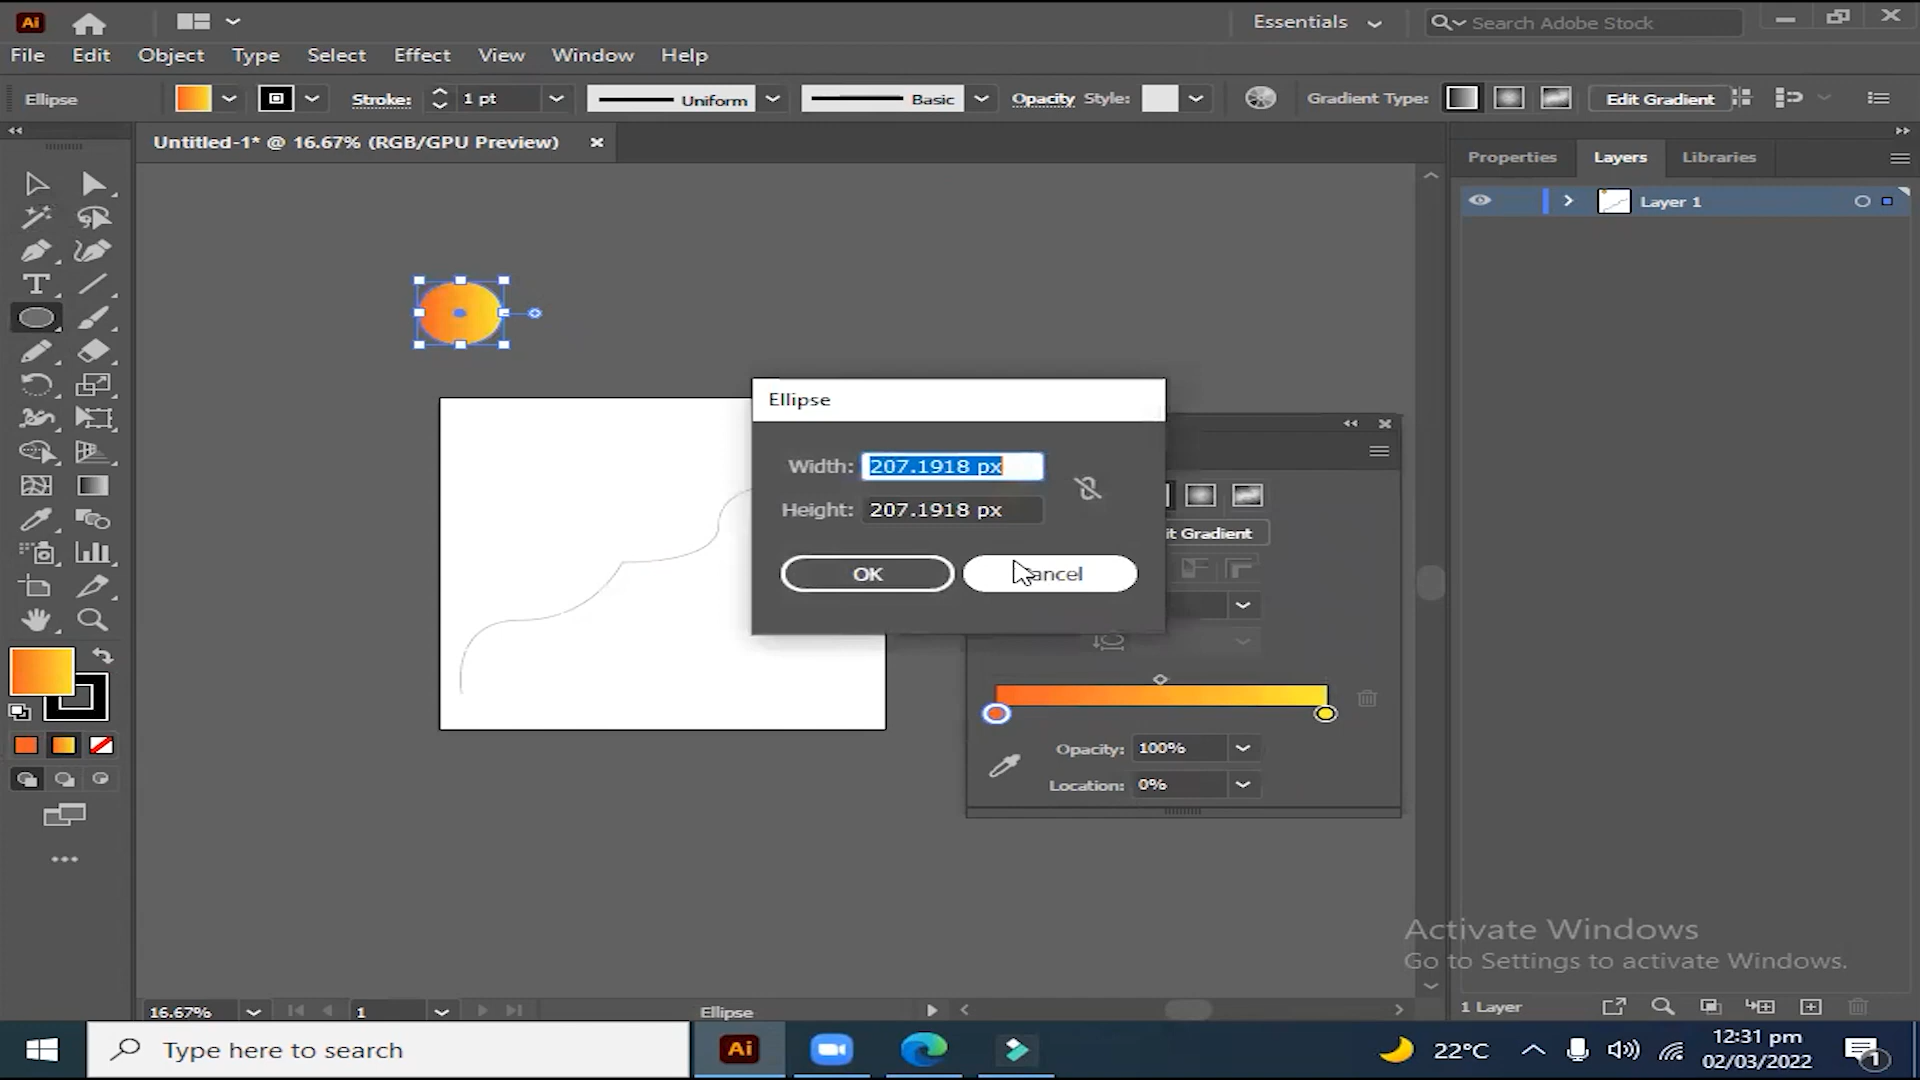 Ai
Essentials
Search Adobe Stock
File Edit Object Type Select Effect View Window Help
Ellipse
Stroke:
1 pt
Uniform
Basic
Opacity Style:
Gradient Type:
Edit Gradient
Untitled-1* @ 16.67% (RGB/GPU Preview)
Properties
Layers
Libraries
Layer 1
T
Ellipse
Width: 207.1918 px
Height: 207.1918 px
OK
Gradient
Opacity: 100%
Location: 0%
Activate Windows
Go to Settings to activate Windows.
16.67%
1
Ellipse
1 Layer
Type here to search
Ai
22°C
12:31 pm
02/03/2022
1